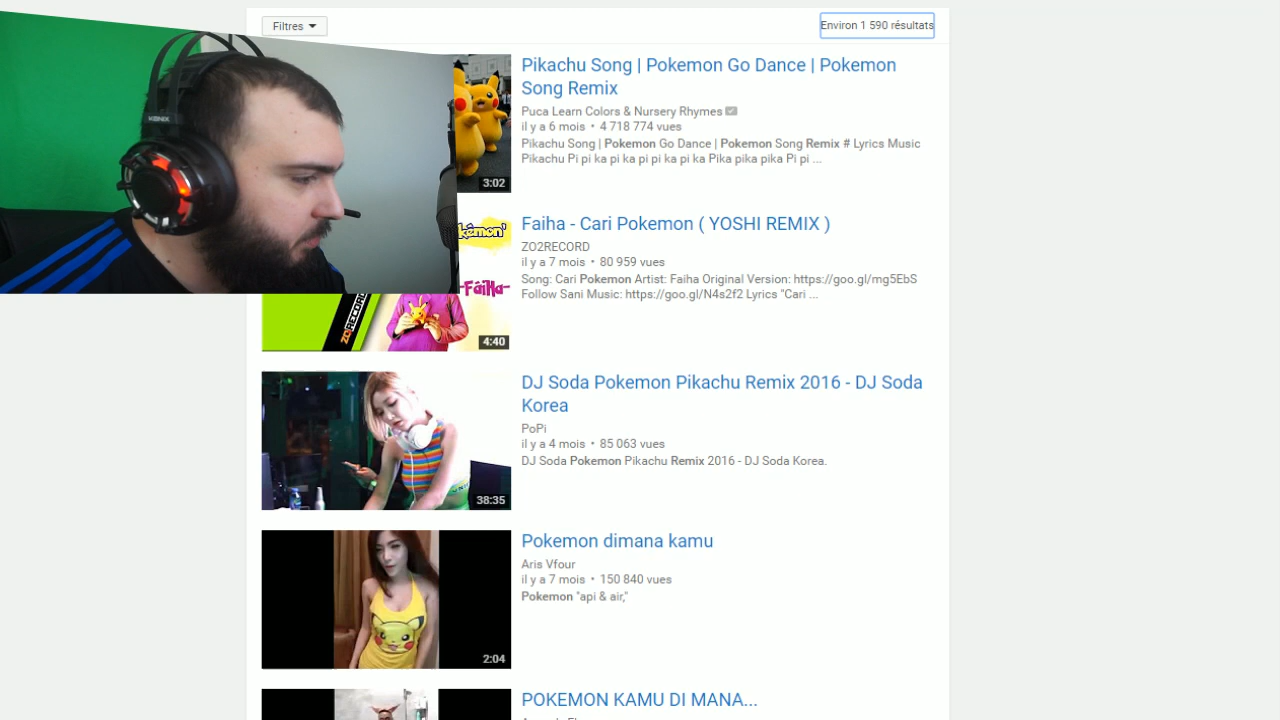 Filtres
Environ 1 590 résultats
KONIX
Pikachu Song | Pokemon Go Dance | Pokemon
Song Remix
Puca Learn Colors & Nursery Rhymes
il y a 6 mois • 4 718 774 vues
Pikachu Song | Pokemon Go Dance | Pokemon Song Remix # Lyrics Music
Pikachu Pi pi ka pi ka pi pi ka pi ka Pika pika pika Pi pi ...
3:02
Faiha - Cari Pokemon ( YOSHI REMIX )
ZO2RECORD
il y a 7 mois • 80 959 vues
Song: Cari Pokemon Artist: Faiha Original Version: https://goo.gl/mg5EbS
Follow Sani Music: https://goo.gl/N4s2f2 Lyrics "Cari ...
kémon
-FaiHa-
4:40
DJ Soda Pokemon Pikachu Remix 2016 - DJ Soda
Korea
PoPi
il y a 4 mois • 85 063 vues
DJ Soda Pokemon Pikachu Remix 2016 - DJ Soda Korea.
38:35
Pokemon dimana kamu
Aris Vfour
il y a 7 mois • 150 840 vues
Pokemon "api & air,"
2:04
POKEMON KAMU DI MANA...